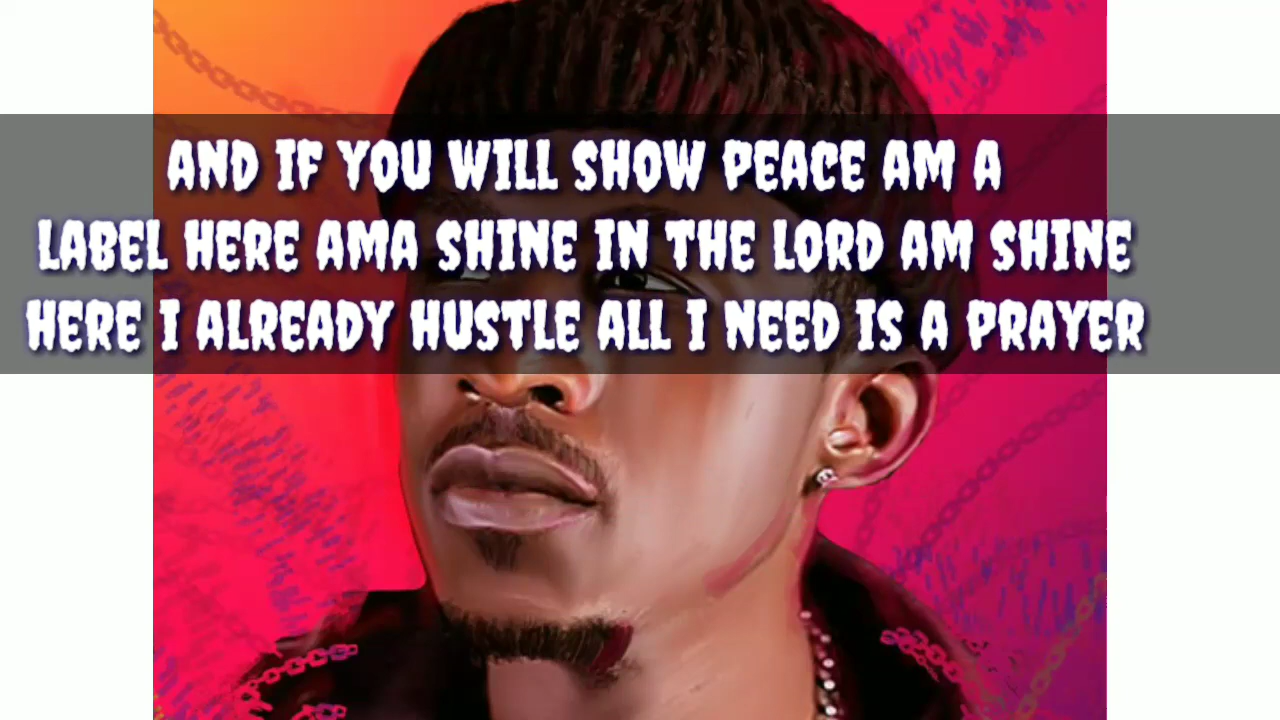 AND IF YOU WILL SHOW PEACE AM A
LABEL HERE AMA SHINE IN THE LORD AM SHINE
HERE I ALREADY HUSTLE ALL I NEED IS A PRAYER